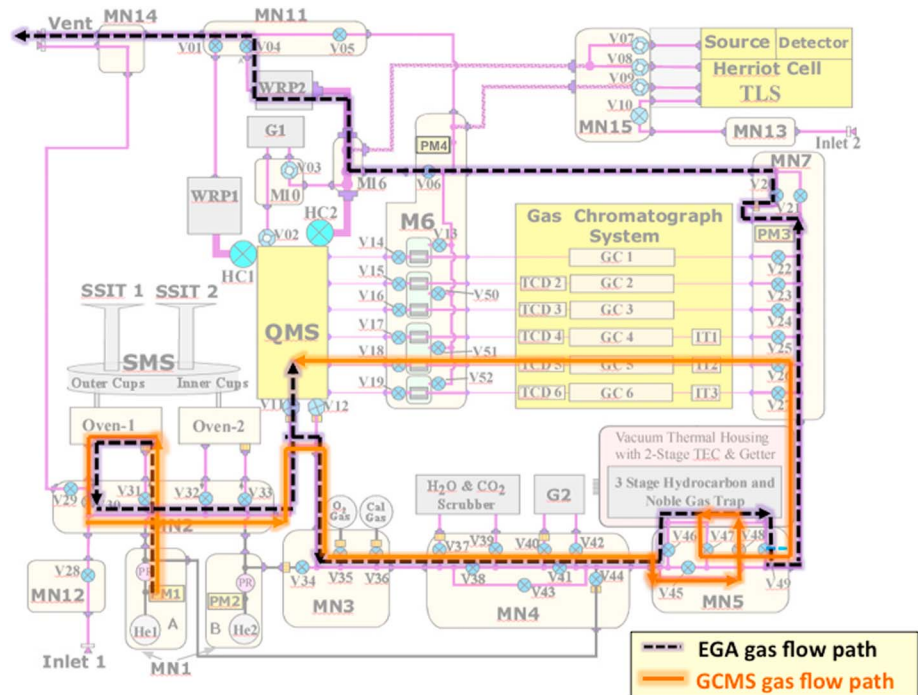 Vent
MN14
MN11
V01
V04
V05
WRP2
G1
V03
MI0
MI6
WRP1
HC2
V02
HC1
PM4
V06
M6
V07
V08
V09
V10
MN15
Source
Detector
Herriot Cell
TLS
MN13
Inlet 2
MN7
V21
PM3
Gas Chromatograph
System
V13
V14
GC 1
V22
V15
TCD 2
GC 2
V23
V50
V16
TCD 3
GC 3
V24
V17
TCD 4
GC 4
IT1
V25
V51
V18
TCD 5
GC 5
IT2
V26
V52
V19
TCD 6
GC 6
IT3
QMS
SSIT 1
SSIT 2
SMS
Outer Cups
Inner Cups
V11
V12
Oven-1
Oven-2
V29
V31
V32
V33
MN2
O2
Gas
Cal
Gas
H2O & CO2
Scrubber
G2
Vacuum Thermal Housing
with 2-Stage TEC & Getter
3 Stage Hydrocarbon and
Noble Gas Trap
V28
MN12
Inlet 1
PR
PM1
He1
A
PR
PM2
B
He2
MN1
V34
V35
V36
MN3
V37
V39
V40
V42
V38
V41
V44
V43
MN4
V46
V47
V48
V49
V45
MN5
EGA gas flow path
GCMS gas flow path